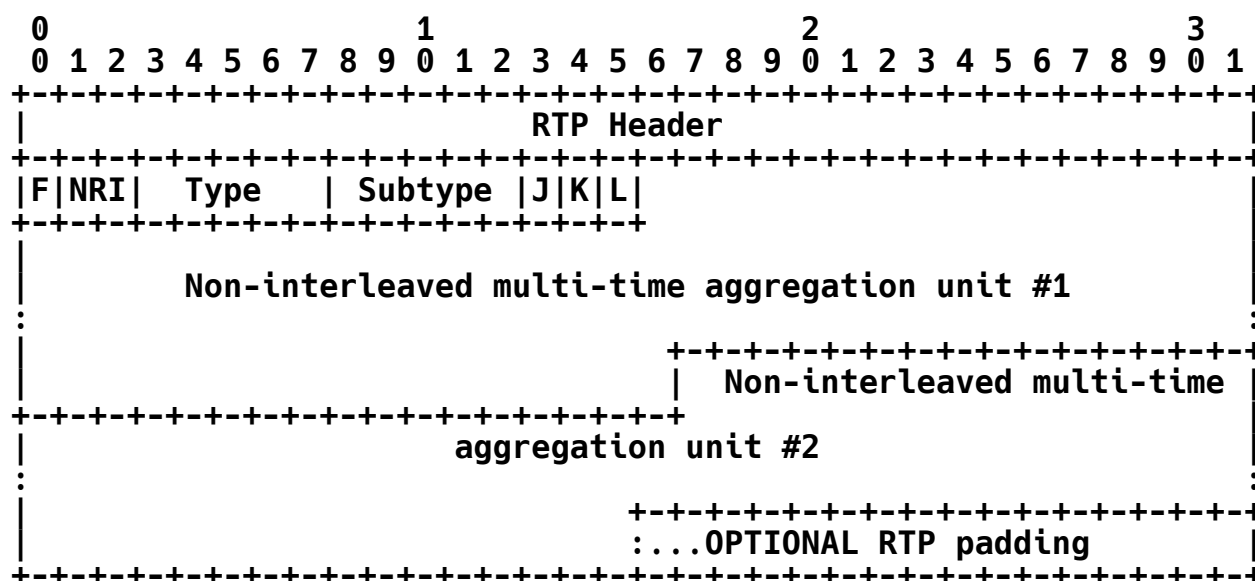 0                   1                   2                   3
 0 1 2 3 4 5 6 7 8 9 0 1 2 3 4 5 6 7 8 9 0 1 2 3 4 5 6 7 8 9 0 1
+-+-+-+-+-+-+-+-+-+-+-+-+-+-+-+-+-+-+-+-+-+-+-+-+-+-+-+-+-+-+-+-+
|                          RTP Header                           |
+-+-+-+-+-+-+-+-+-+-+-+-+-+-+-+-+-+-+-+-+-+-+-+-+-+-+-+-+-+-+-+-+
|F|NRI|  Type   | Subtype |J|K|L|                               |
+-+-+-+-+-+-+-+-+-+-+-+-+-+-+-+-+                               |
|                                                               |
|        Non-interleaved multi-time aggregation unit #1         |
:                                                               :
|                                 +-+-+-+-+-+-+-+-+-+-+-+-+-+-+-+
|                                 |  Non-interleaved multi-time |
+-+-+-+-+-+-+-+-+-+-+-+-+-+-+-+-+-+                             |
|                      aggregation unit #2                      |
:                                                               :
|                               +-+-+-+-+-+-+-+-+-+-+-+-+-+-+-+-+
|                               :...OPTIONAL RTP padding        |
+-+-+-+-+-+-+-+-+-+-+-+-+-+-+-+-+-+-+-+-+-+-+-+-+-+-+-+-+-+-+-+-+